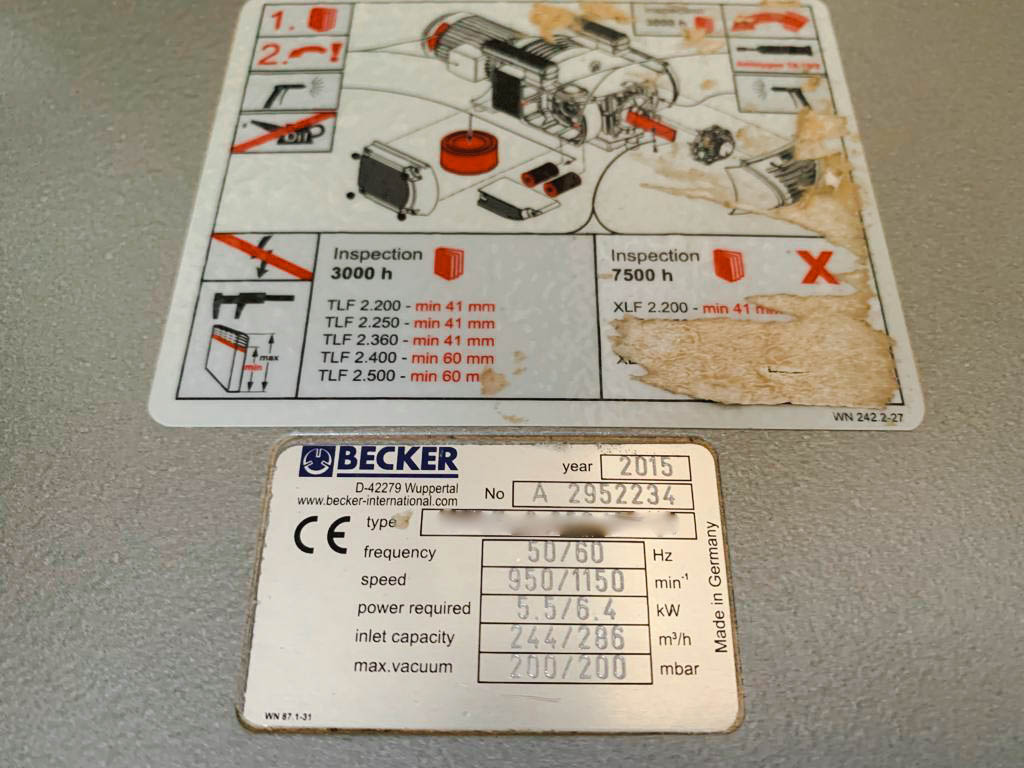 1.
2. !
Inspection
3000 h
OIL
Inspection
3000 h
TLF 2.200 - min 41 mm
TLF 2.250 - min 41 mm
TLF 2.360 - min 41 mm
TLF 2.400 - min 60 mm
TLF 2.500 - min 60 m
max
min
Inspection
7500 h
X
XLF 2.200 - min 41 mm
WN 242.2-27
BECKER
D-42279 Wuppertal
www.becker-international.com
year 2015
No A 2952234
CE
type
frequency 50/60 Hz
speed 950/1150 min-1
power required 5.5/6.4 kW
inlet capacity 244/286 m³/h
max.vacuum 200/200 mbar
Made in Germany
WN 87.1-31